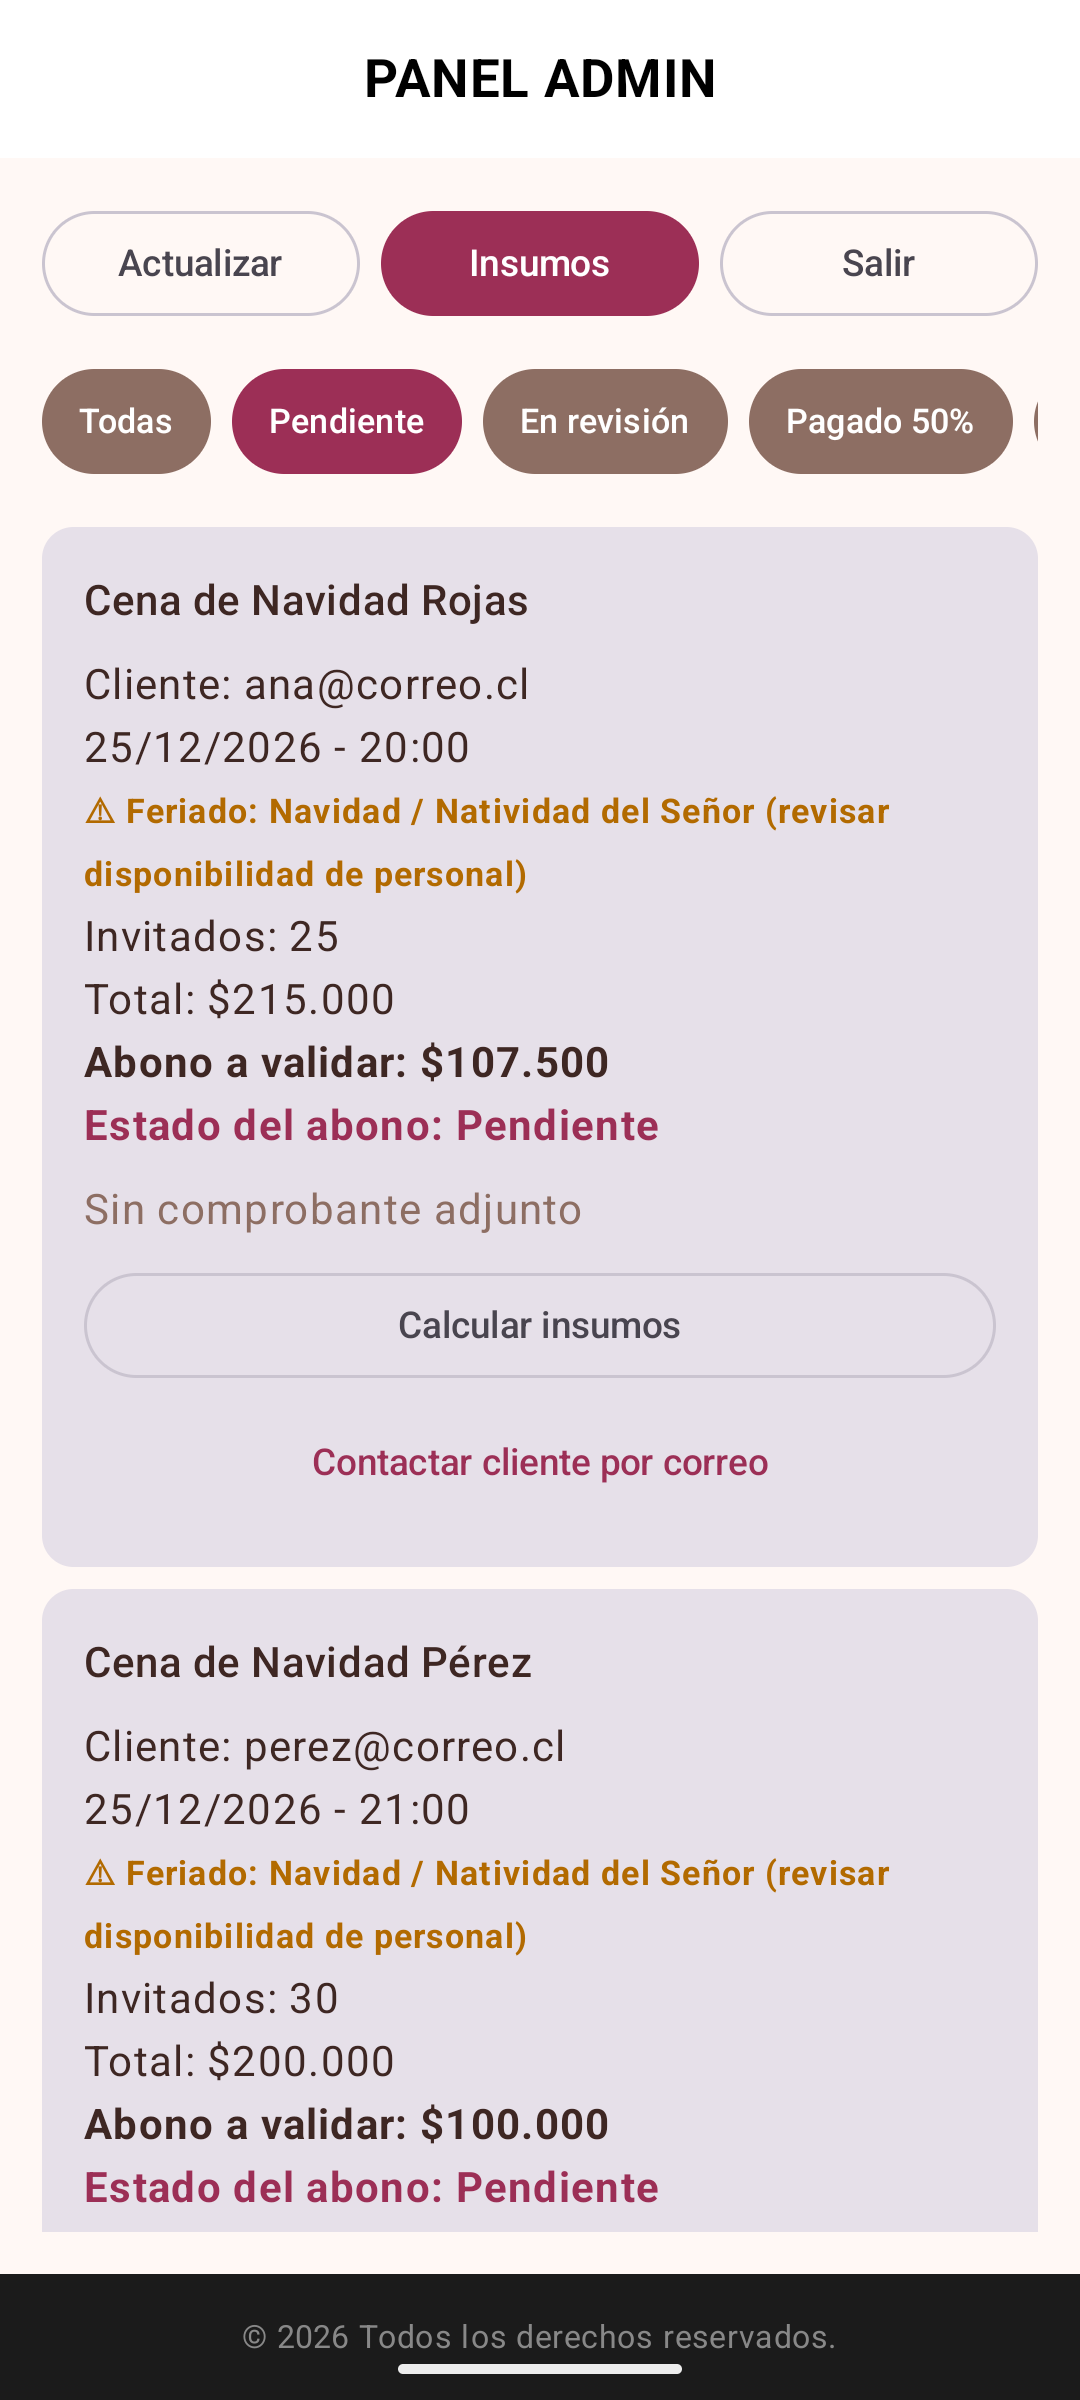 PANEL ADMIN
Actualizar
Insumos
Salir
Todas
Pendiente
En revisión
Pagado 50%
Cena de Navidad Rojas
Cliente: ana@correo.cl
25/12/2026 - 20:00
⚠ Feriado: Navidad / Natividad del Señor (revisar
disponibilidad de personal)
Invitados: 25
Total: $215.000
Abono a validar: $107.500
Estado del abono: Pendiente
Sin comprobante adjunto
Calcular insumos
Contactar cliente por correo
Cena de Navidad Pérez
Cliente: perez@correo.cl
25/12/2026 - 21:00
⚠ Feriado: Navidad / Natividad del Señor (revisar
disponibilidad de personal)
Invitados: 30
Total: $200.000
Abono a validar: $100.000
Estado del abono: Pendiente
© 2026 Todos los derechos reservados.